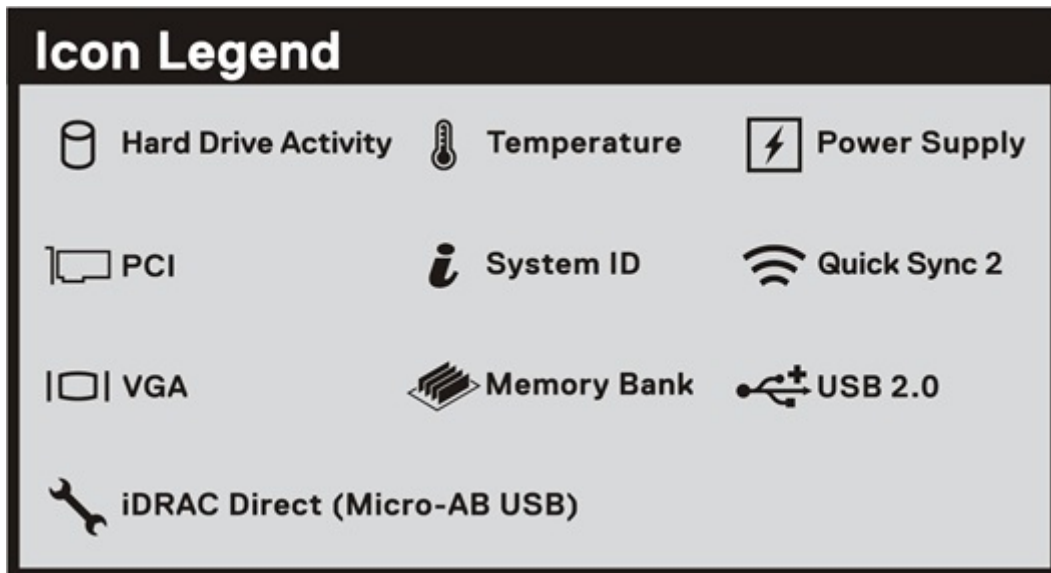 Icon Legend
Hard Drive Activity
Temperature
Power Supply
PCI
System ID
Quick Sync 2
VGA
Memory Bank
USB 2.0
iDRAC Direct (Micro-AB USB)